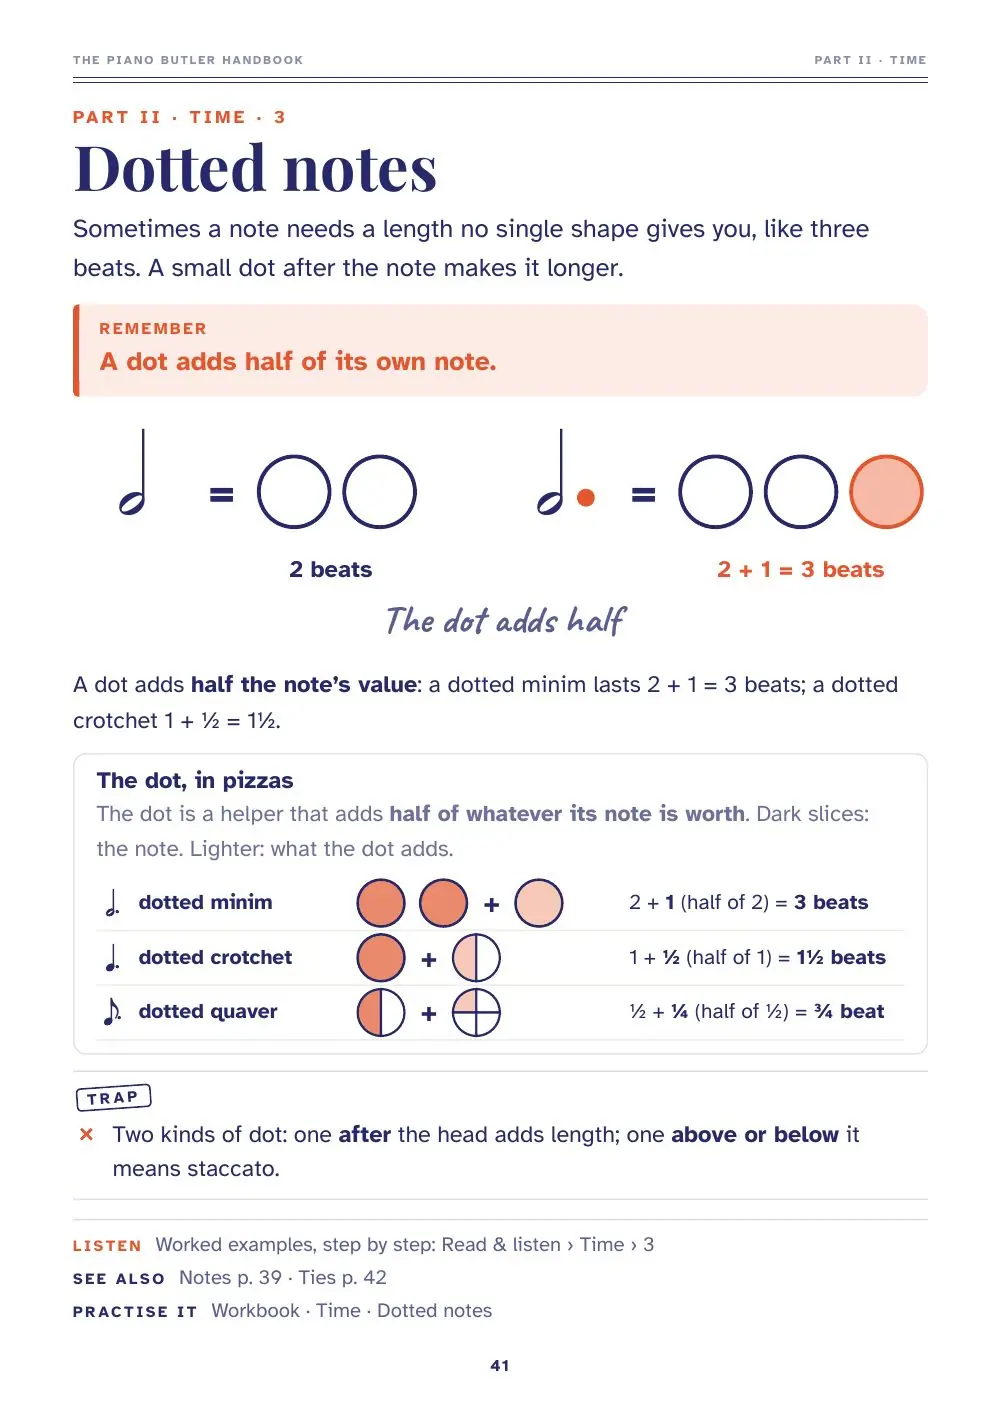 THE PIANO BUTLER HANDBOOK
PART II · TIME
PART II · TIME · 3
Dotted notes
Sometimes a note needs a length no single shape gives you, like three
beats. A small dot after the note makes it longer.
REMEMBER
A dot adds half of its own note.
= =
2 beats
2 + 1 = 3 beats
The dot adds half
A dot adds half the note’s value: a dotted minim lasts 2 + 1 = 3 beats; a dotted
crotchet 1 + ½ = 1½.
The dot, in pizzas
The dot is a helper that adds half of whatever its note is worth. Dark slices:
the note. Lighter: what the dot adds.
dotted minim + 2 + 1 (half of 2) = 3 beats
dotted crotchet + 1 + ½ (half of 1) = 1½ beats
dotted quaver + ½ + ¼ (half of ½) = ¾ beat
TRAP
× Two kinds of dot: one after the head adds length; one above or below it
means staccato.
LISTEN Worked examples, step by step: Read & listen › Time › 3
SEE ALSO Notes p. 39 · Ties p. 42
PRACTISE IT Workbook · Time · Dotted notes
41